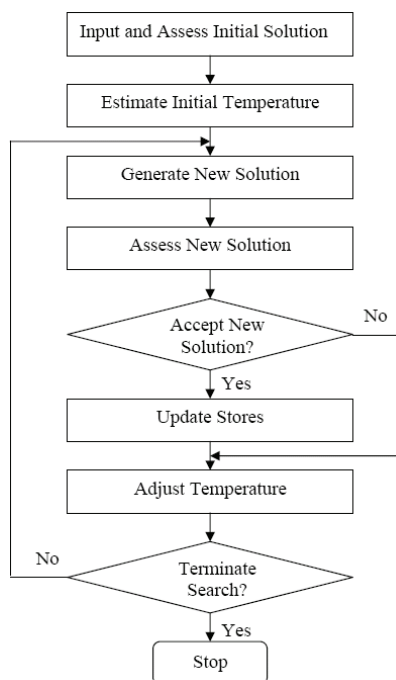 Input and Assess Initial Solution
Estimate Initial Temperature
Generate New Solution
Assess New Solution
Accept New
Solution?
No
Yes
Update Stores
Adjust Temperature
No
Terminate
Search?
Yes
Stop